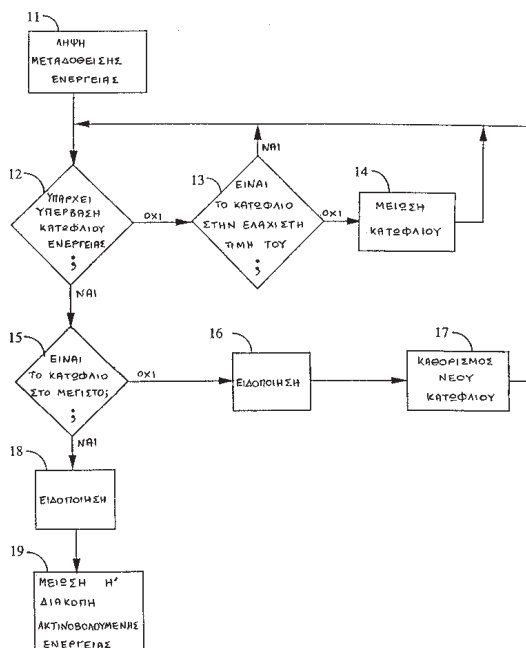 11
ΛΗΨΗ
ΜΕΤΑΔΟΘΕΙΣΗΣ
ΕΝΕΡΓΕΙΑΣ
12
ΥΠΑΡΧΕΙ
ΥΠΕΡΒΑΣΗ
ΚΑΤΩΦΛΙΟΥ
ΕΝΕΡΓΕΙΑΣ
;
ΟΧΙ
ΝΑΙ
13
ΕΙΝΑΙ
ΤΟ ΚΑΤΩΦΛΙΟ
ΣΤΗΝ ΕΛΑΧΙΣΤΗ
ΤΙΜΗ ΤΟΥ
;
ΝΑΙ
ΟΧΙ
14
ΜΕΙΩΣΗ
ΚΑΤΩΦΛΙΟΥ
15
ΕΙΝΑΙ
ΤΟ ΚΑΤΩΦΛΙΟ
ΣΤΟ ΜΕΓΙΣΤΟ;
;
ΟΧΙ
ΝΑΙ
16
ΕΙΔΟΠΟΙΗΣΗ
17
ΚΑΘΟΡΙΣΜΟΣ
ΝΕΟΥ
ΚΑΤΩΦΛΙΟΥ
18
ΕΙΔΟΠΟΙΗΣΗ
19
ΜΕΙΩΣΗ Η'
ΔΙΑΚΟΠΗ
ΑΚΤΙΝΟΒΟΛΟΥΜΕΝΗΣ
ΕΝΕΡΓΕΙΑΣ